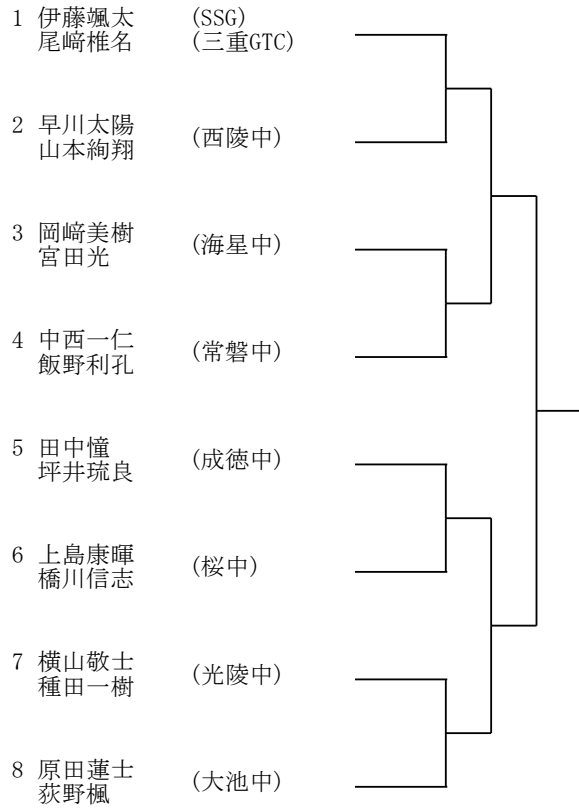 1 伊藤颯太 (SSG)
尾﨑椎名 (三重GTC)
2 早川太陽
山本絢翔
(西陵中)
3 岡﨑美樹
宮田光
(海星中)
4 中西一仁
飯野利孔
(常磐中)
5 田中憧
坪井琉良
(成徳中)
6 上島康暉
橋川信志
(桜中)
7 横山敬士
種田一樹
(光陵中)
8 原田蓮士
荻野楓
(大池中)